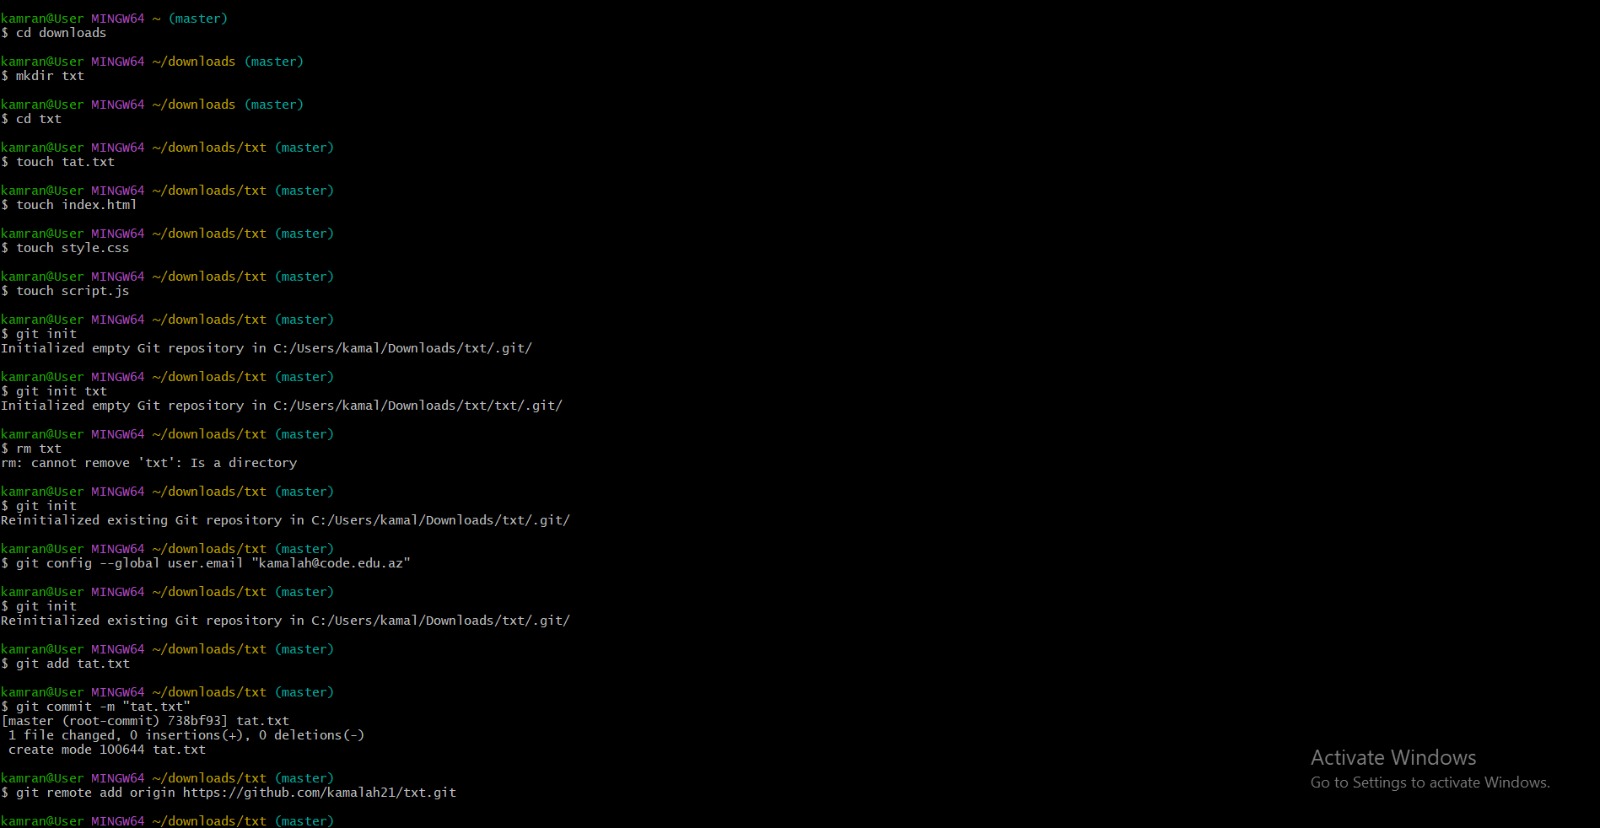 kamran@User MINGW64 ~ (master)
$ cd downloads
kamran@User MINGW64 ~/downloads (master)
$ mkdir txt
kamran@User MINGW64 ~/downloads (master)
$ cd txt
kamran@User MINGW64 ~/downloads/txt (master)
$ touch tat.txt
kamran@User MINGW64 ~/downloads/txt (master)
$ touch index.html
kamran@User MINGW64 ~/downloads/txt (master)
$ touch style.css
kamran@User MINGW64 ~/downloads/txt (master)
$ touch script.js
kamran@User MINGW64 ~/downloads/txt (master)
$ git init
Initialized empty Git repository in C:/Users/kamal/Downloads/txt/.git/
kamran@User MINGW64 ~/downloads/txt (master)
$ git init txt
Initialized empty Git repository in C:/Users/kamal/Downloads/txt/txt/.git/
kamran@User MINGW64 ~/downloads/txt (master)
$ rm txt
rm: cannot remove 'txt': Is a directory
kamran@User MINGW64 ~/downloads/txt (master)
$ git init
Reinitialized existing Git repository in C:/Users/kamal/Downloads/txt/.git/
kamran@User MINGW64 ~/downloads/txt (master)
$ git config --global user.email "kamalah@code.edu.az"
kamran@User MINGW64 ~/downloads/txt (master)
$ git init
Reinitialized existing Git repository in C:/Users/kamal/Downloads/txt/.git/
kamran@User MINGW64 ~/downloads/txt (master)
$ git add tat.txt
kamran@User MINGW64 ~/downloads/txt (master)
$ git commit -m "tat.txt"
[master (root-commit) 738bf93] tat.txt
1 file changed, 0 insertions(+), 0 deletions(-)
create mode 100644 tat.txt
kamran@User MINGW64 ~/downloads/txt (master)
$ git remote add origin https://github.com/kamalah21/txt.git
kamran@User MINGW64 ~/downloads/txt (master)
Activate Windows
Go to Settings to activate Windows.